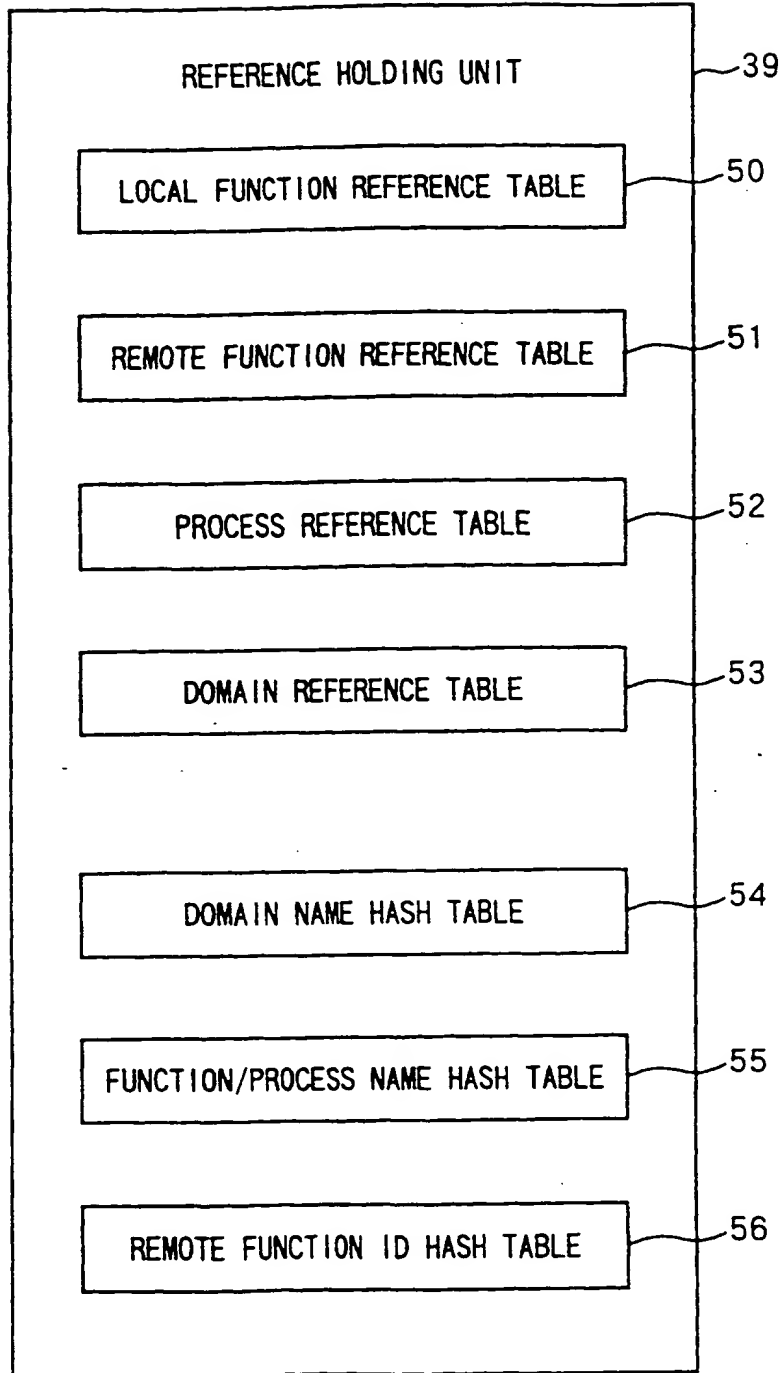 REFERENCE HOLDING UNIT 39
LOCAL FUNCTION REFERENCE TABLE 50
REMOTE FUNCTION REFERENCE TABLE 51
PROCESS REFERENCE TABLE 52
DOMAIN REFERENCE TABLE 53
DOMAIN NAME HASH TABLE 54
FUNCTION/PROCESS NAME HASH TABLE 55
REMOTE FUNCTION ID HASH TABLE 56